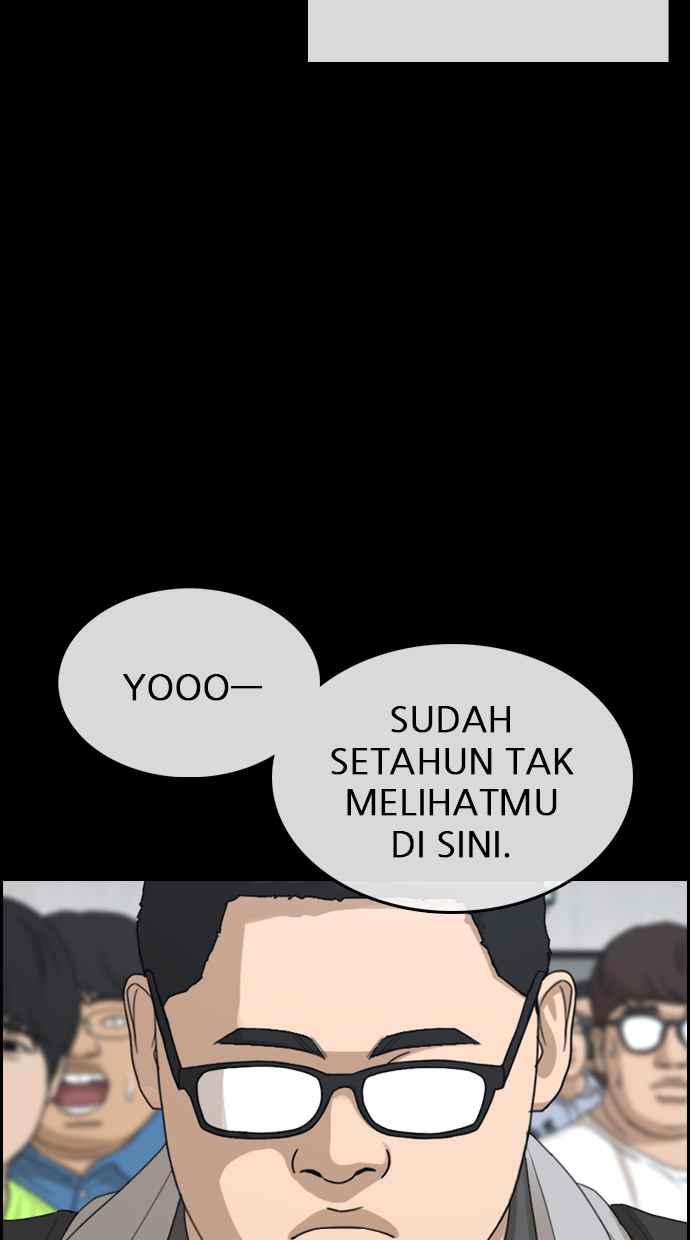 YOOO—
SUDAH
SETAHUN TAK
MELIHATMU
DI SINI.